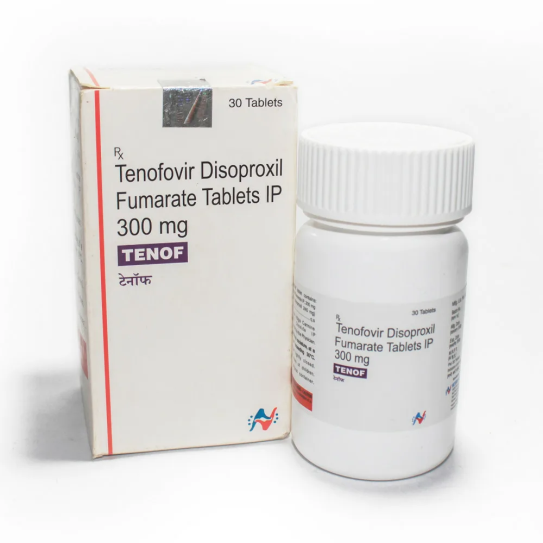 30 Tablets
Rx
Tenofovir Disoproxil
Fumarate Tablets IP
300 mg
TENOF
टेनॉफ
30 Tablets
Rx
Tenofovir Disoproxil
Fumarate Tablets IP
300 mg
TENOF
टेनॉफ